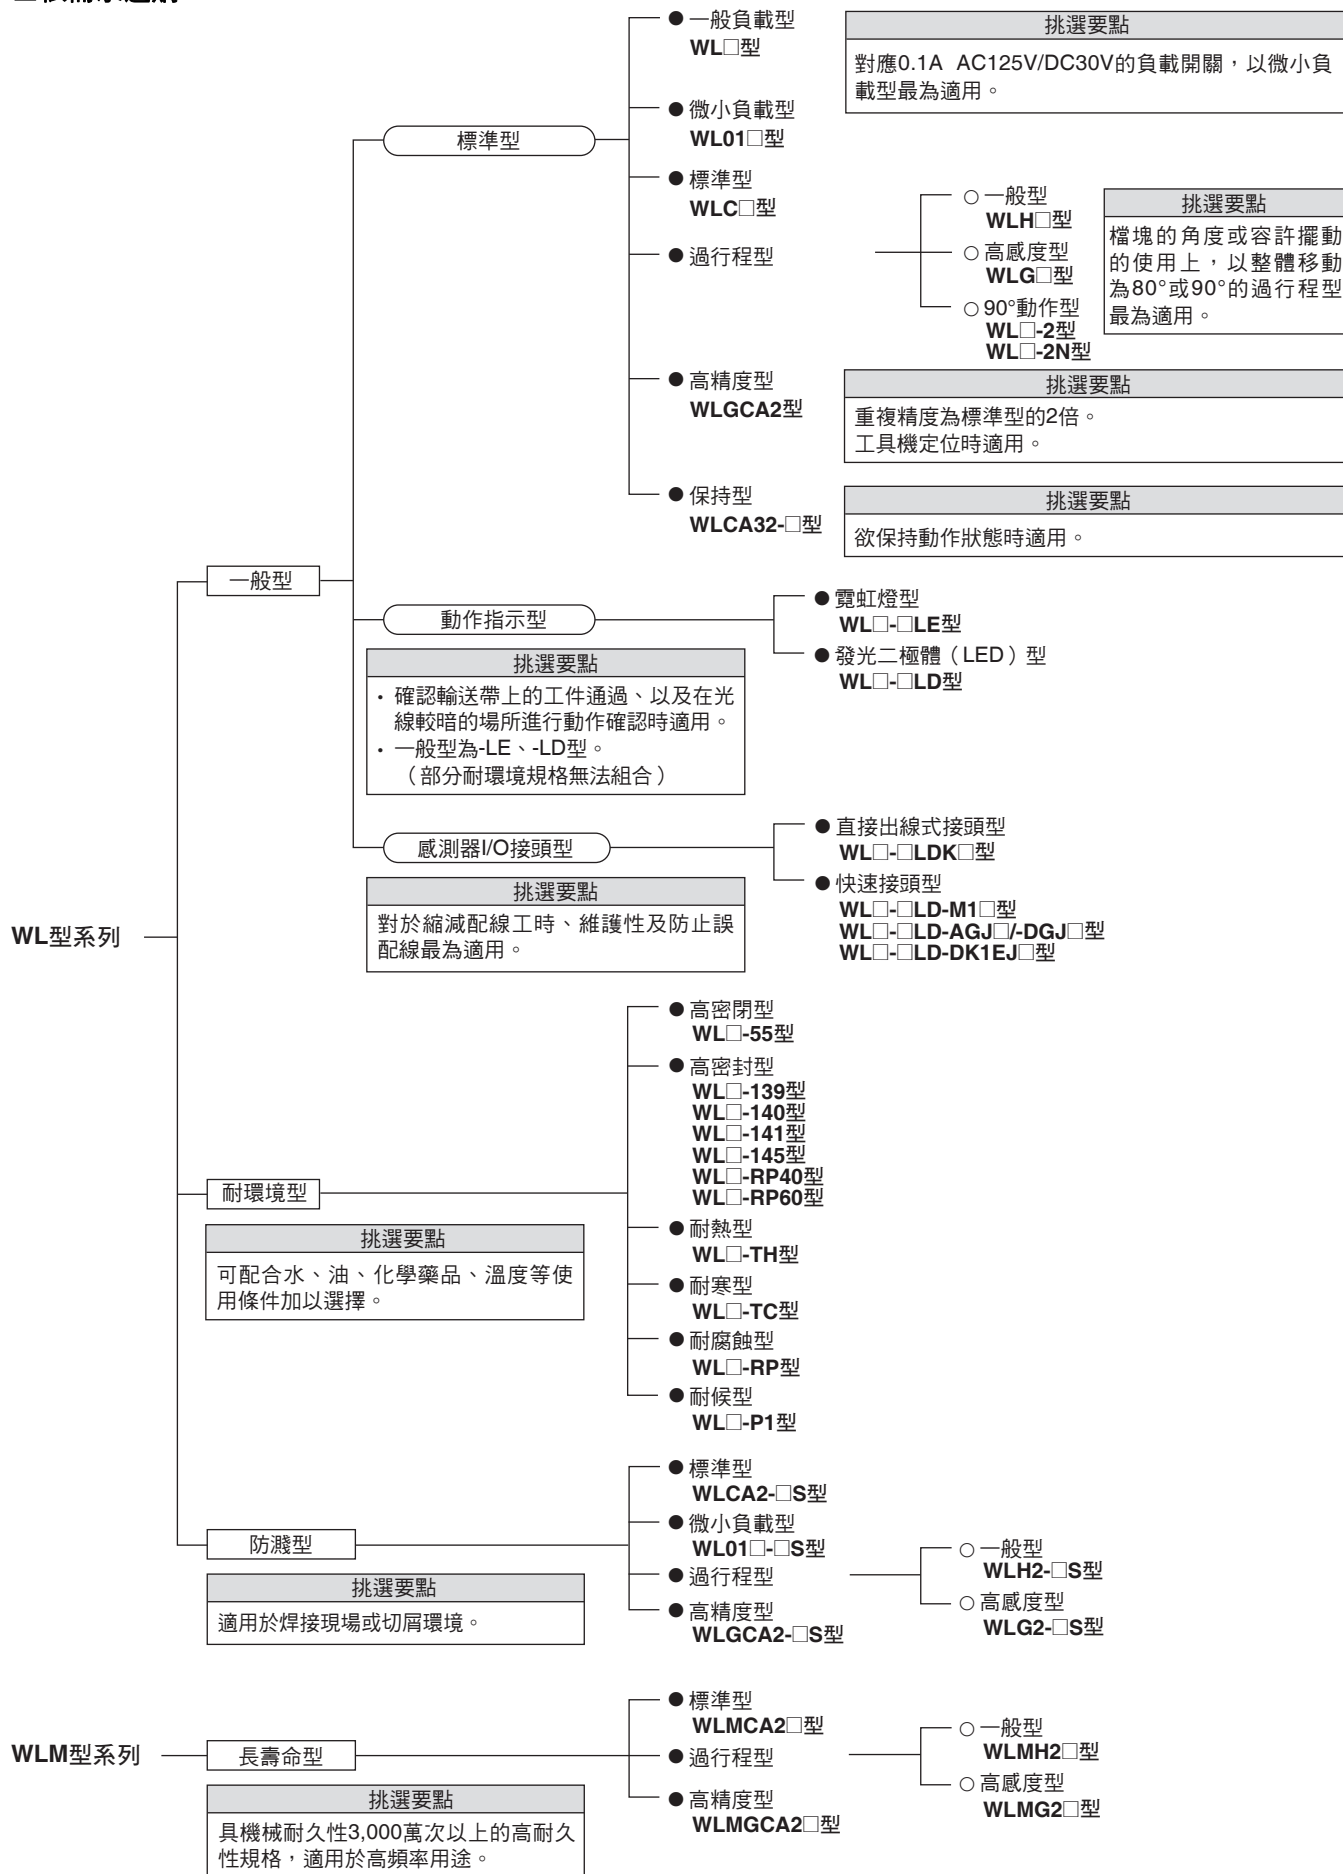 ● 一般負載型
WL□型
挑選要點
對應0.1A AC125V/DC30V的負載開關，以微小負
載型最為適用。
● 微小負載型
WL01□型
標準型
● 標準型
WLC□型
● 過行程型
○ 一般型
WLH□型
○ 高感度型
WLG□型
○ 90°動作型
WL□-2型
WL□-2N型
挑選要點
檔塊的角度或容許擺動
的使用上，以整體移動
為80°或90°的過行程型
最為適用。
● 高精度型
WLGCA2型
挑選要點
重複精度為標準型的2倍。
工具機定位時適用。
● 保持型
WLCA32-□型
挑選要點
欲保持動作狀態時適用。
一般型
動作指示型
● 霓虹燈型
WL□-□LE型
● 發光二極體（LED）型
WL□-□LD型
挑選要點
・確認輸送帶上的工件通過、以及在光
線較暗的場所進行動作確認時適用。
・一般型為-LE、-LD型。
（部分耐環境規格無法組合）
感測器I/O接頭型
● 直接出線式接頭型
WL□-□LDK□型
● 快速接頭型
WL□-□LD-M1□型
WL□-□LD-AGJ□/-DGJ□型
WL□-□LD-DK1EJ□型
挑選要點
對於縮減配線工時、維護性及防止誤
配線最為適用。
WL型系列
● 高密閉型
WL□-55型
● 高密封型
WL□-139型
WL□-140型
WL□-141型
WL□-145型
WL□-RP40型
WL□-RP60型
耐環境型
挑選要點
可配合水、油、化學藥品、溫度等使
用條件加以選擇。
● 耐熱型
WL□-TH型
● 耐寒型
WL□-TC型
● 耐腐蝕型
WL□-RP型
● 耐候型
WL□-P1型
● 標準型
WLCA2-□S型
● 微小負載型
WL01□-□S型
防濺型
● 過行程型
○ 一般型
WLH2-□S型
○ 高感度型
WLG2-□S型
挑選要點
適用於焊接現場或切屑環境。
● 高精度型
WLGCA2-□S型
● 標準型
WLMCA2□型
WLM型系列
長壽命型
● 過行程型
○ 一般型
WLMH2□型
○ 高感度型
WLMG2□型
● 高精度型
WLMGCA2□型
挑選要點
具機械耐久性3,000萬次以上的高耐久
性規格，適用於高頻率用途。